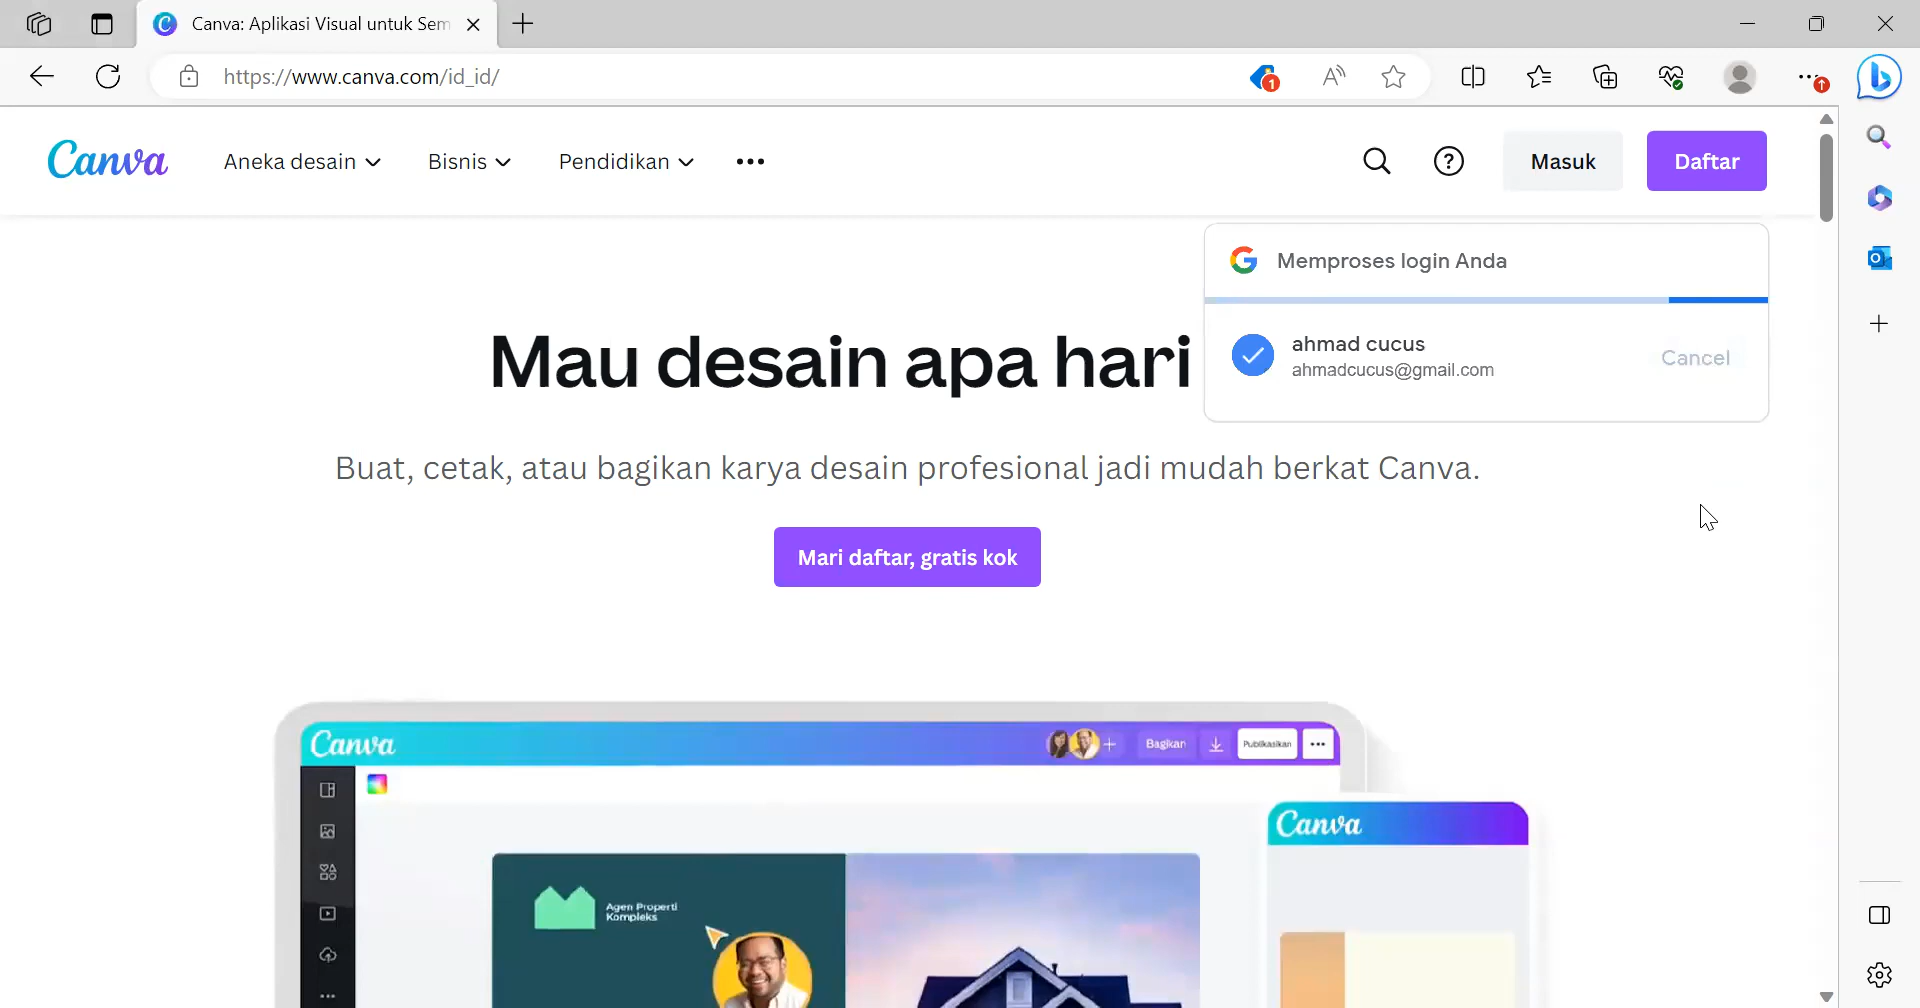 Canva: Aplikasi Visual untuk Sem
https://www.canva.com/id_id/
1
Canva
Aneka desain
Bisnis
Pendidikan
Masuk
Daftar
Memproses login Anda
ahmad cucus
ahmadcucus@gmail.com
Cancel
Mau desain apa hari
Buat, cetak, atau bagikan karya desain profesional jadi mudah berkat Canva.
Mari daftar, gratis kok
Canva
Bagikan
Publikasikan
Canva
Agen Properti
Kompleks